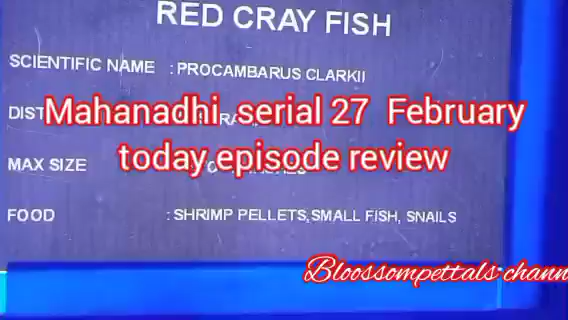 RED CRAY FISH
SCIENTIFIC NAME : PROCAMBARUS CLARKII
Mahanadhi serial 27 February
today episode review
MAX SIZE
FOOD : SHRIMP PELLETS,SMALL FISH, SNAILS
Bloossompettals chann